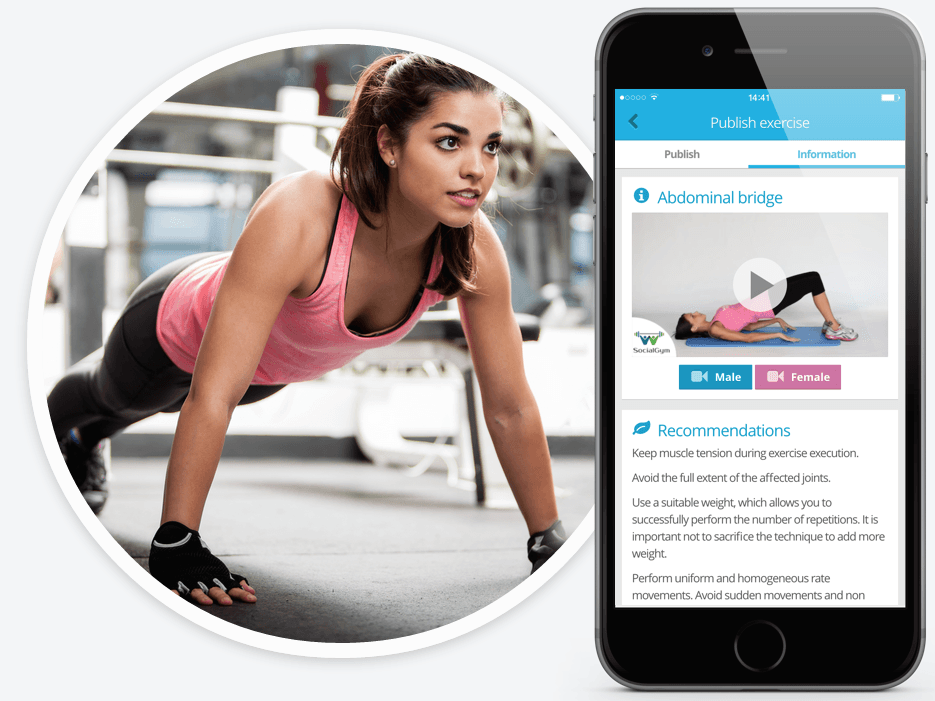 14:41
Publish exercise
Publish
Information
Abdominal bridge
SocialGym
Male
Female
Recommendations
Keep muscle tension during exercise execution.
Avoid the full extent of the affected joints.
Use a suitable weight, which allows you to
successfully perform the number of repetitions. It is
important not to sacrifice the technique to add more
weight.
Perform uniform and homogeneous rate
movements. Avoid sudden movements and non